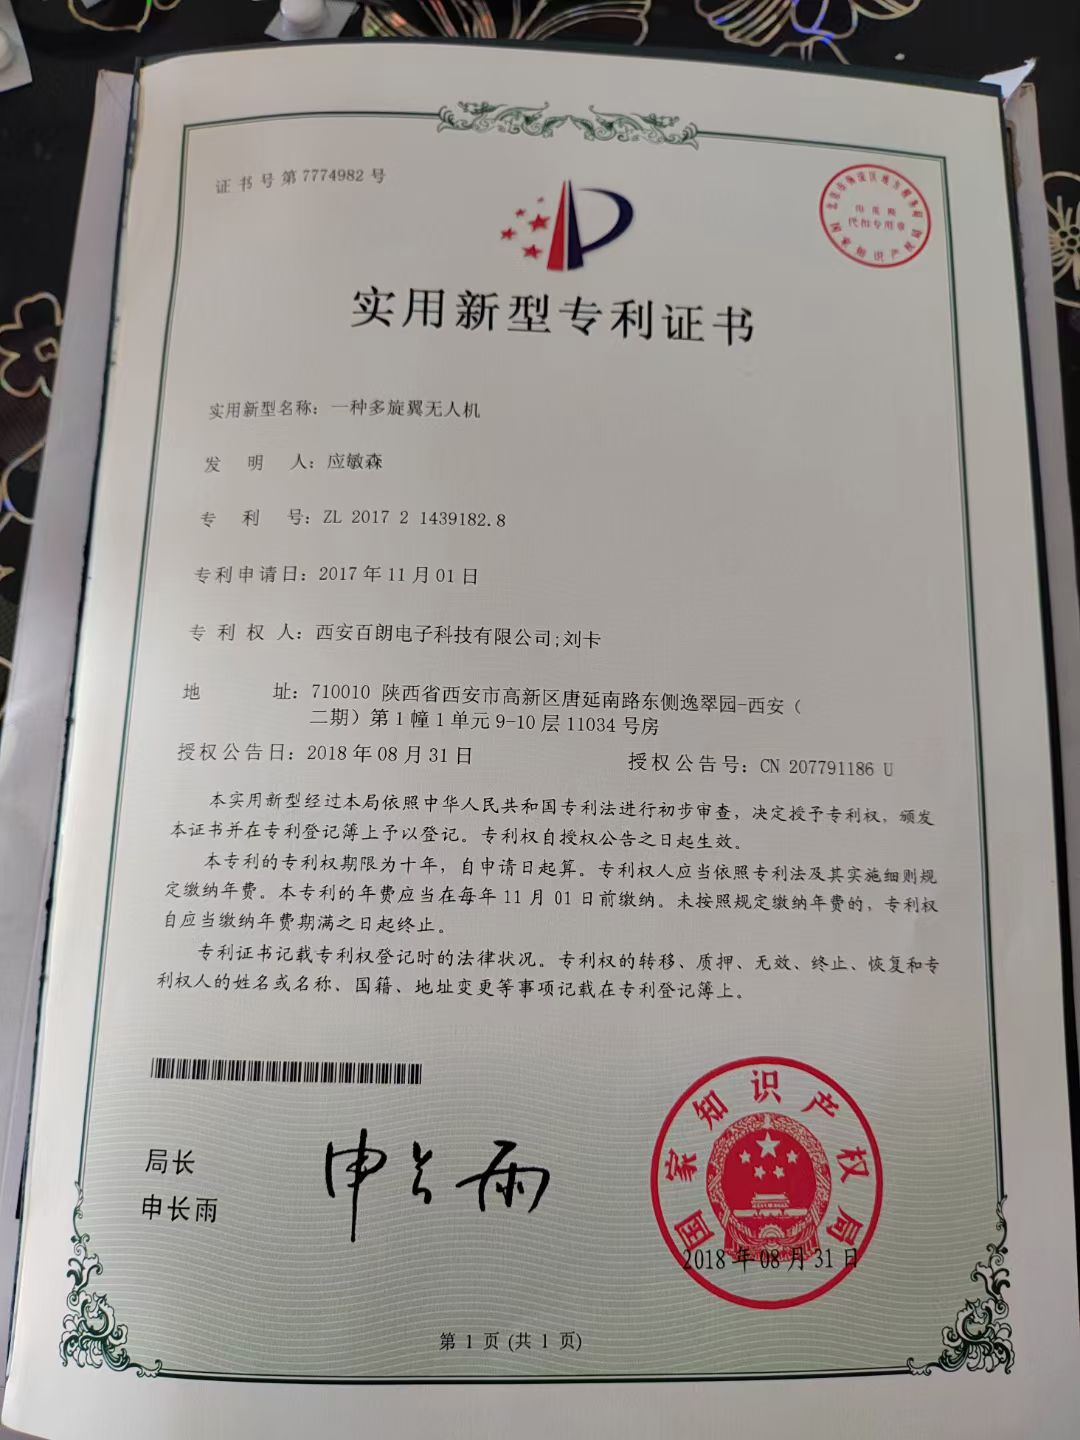 证书号第7774982号
国家知识产权局
代扣专用章
实用新型专利证书
实用新型名称：一种多旋翼无人机
发明人：应敏森
专利号：ZL 2017 2 1439182.8
专利申请日：2017年11月01日
专利权人：西安百朗电子科技有限公司;刘卡
地址：710010 陕西省西安市高新区唐延南路东侧逸翠园-西安（
二期）第1幢1单元9-10层11034号房
授权公告日：2018年08月31日 授权公告号：CN 207791186 U
本实用新型经过本局依照中华人民共和国专利法进行初步审查，决定授予专利权，颁发
本证书并在专利登记簿上予以登记。专利权自授权公告之日起生效。
本专利的专利权期限为十年，自申请日起算。专利权人应当依照专利法及其实施细则规
定缴纳年费。本专利的年费应当在每年11月01日前缴纳。未按照规定缴纳年费的，专利权
自应当缴纳年费期满之日起终止。
专利证书记载专利权登记时的法律状况。专利权的转移、质押、无效、终止、恢复和专
利权人的姓名或名称、国籍、地址变更等事项记载在专利登记簿上。
局长
申长雨
申长雨
国家知识产权局
2018年08月31日
第 1 页 (共 1 页)